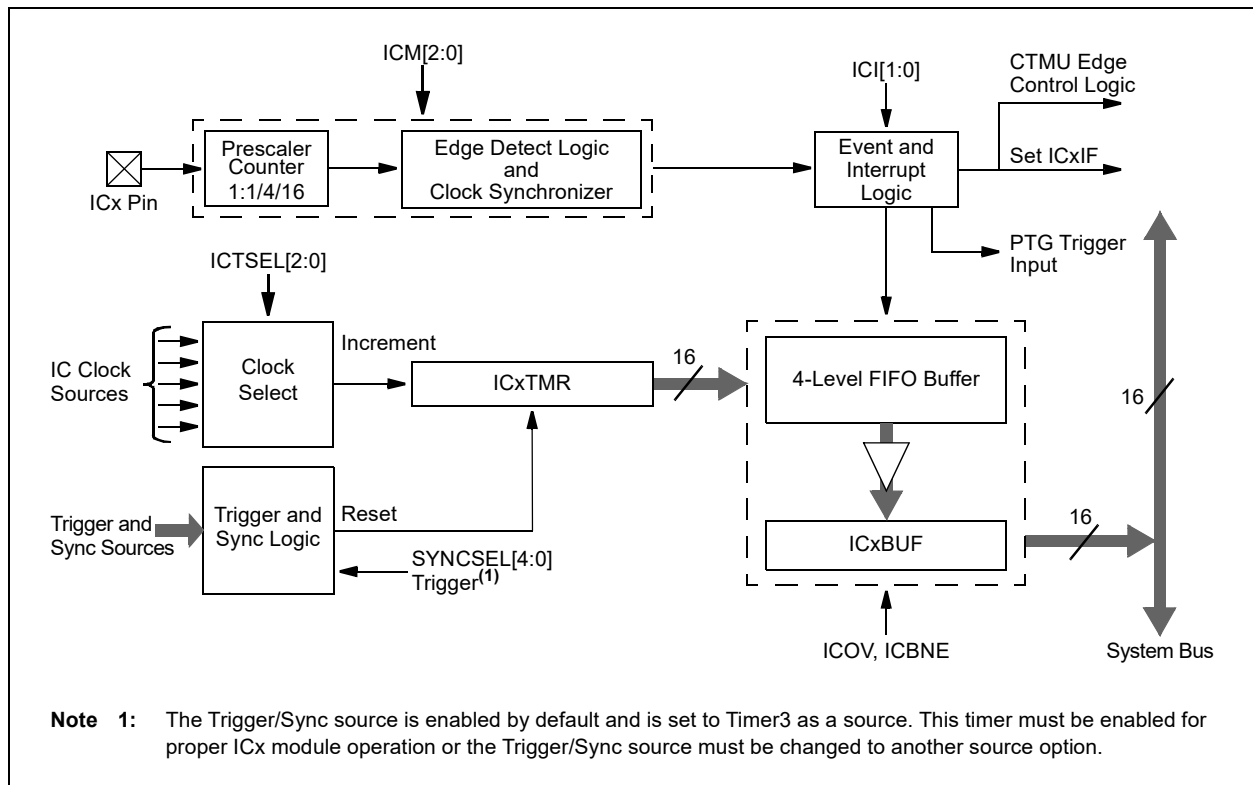 ICM[2:0]
ICI[1:0]
CTMU Edge
Control Logic
Prescaler
Counter
1:1/4/16
Edge Detect Logic
and
Clock Synchronizer
Event and
Interrupt
Logic
Set ICxIF
ICx Pin
PTG Trigger
Input
ICTSEL[2:0]
IC Clock
Sources
Clock
Select
Increment
ICxTMR
16
4-Level FIFO Buffer
16
Trigger and
Sync Sources
Trigger and
Sync Logic
Reset
SYNCSEL[4:0]
Trigger(1)
ICxBUF
16
ICOV, ICBNE
System Bus
Note 1: The Trigger/Sync source is enabled by default and is set to Timer3 as a source. This timer must be enabled for
proper ICx module operation or the Trigger/Sync source must be changed to another source option.